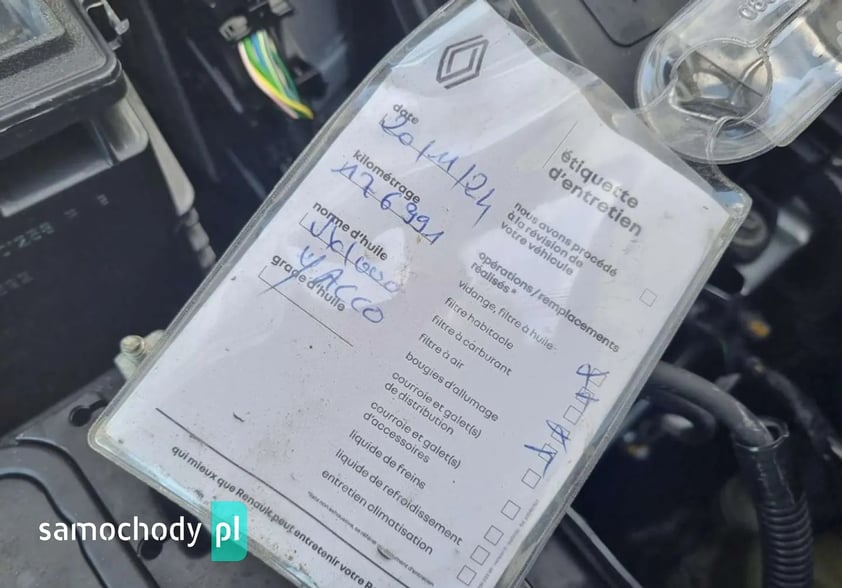 date
20/11/24
kilométrage
176991
norme d'huile
grade d'huile
YACCO
étiquette
d'entretien
nous avons procédé
à la révision de
votre véhicule
opérations / remplacements
réalisés*
vidange, filtre à huile
filtre habitacle
filtre à carburant
filtre à air
bougies d'allumage
courroie et galet(s)
de distribution
courroie et galet(s)
d'accessoires
liquide de freins
liquide de refroidissement
entretien climatisation
qui mieux que Renault peut entretenir votre
samochody pl